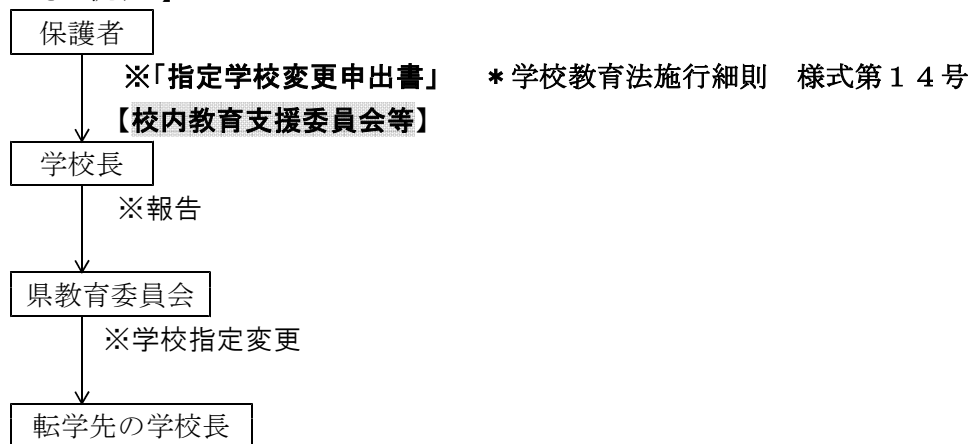 保護者
※「指定学校変更申出書」　＊学校教育法施行細則　様式第１４号
【校内教育支援委員会等】
学校長
※報告
県教育委員会
※学校指定変更
転学先の学校長